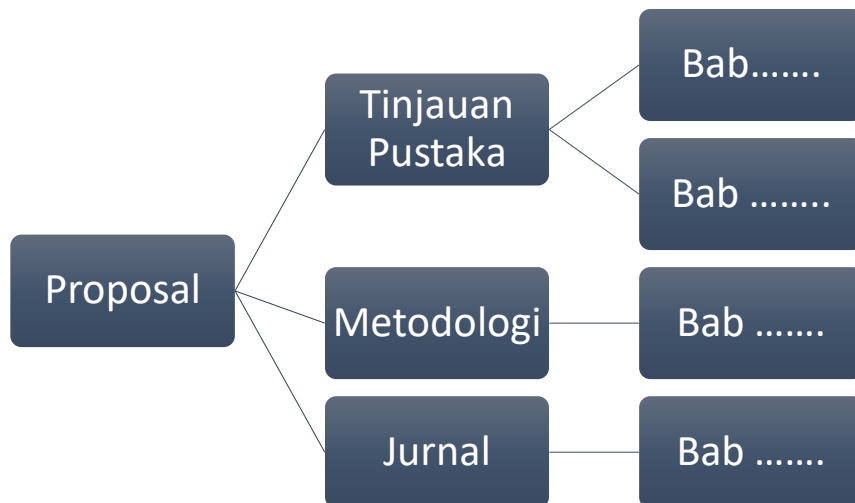 Proposal
Tinjauan
Pustaka
Bab…….
Bab ……..
Metodologi
Bab …….
Jurnal
Bab …….